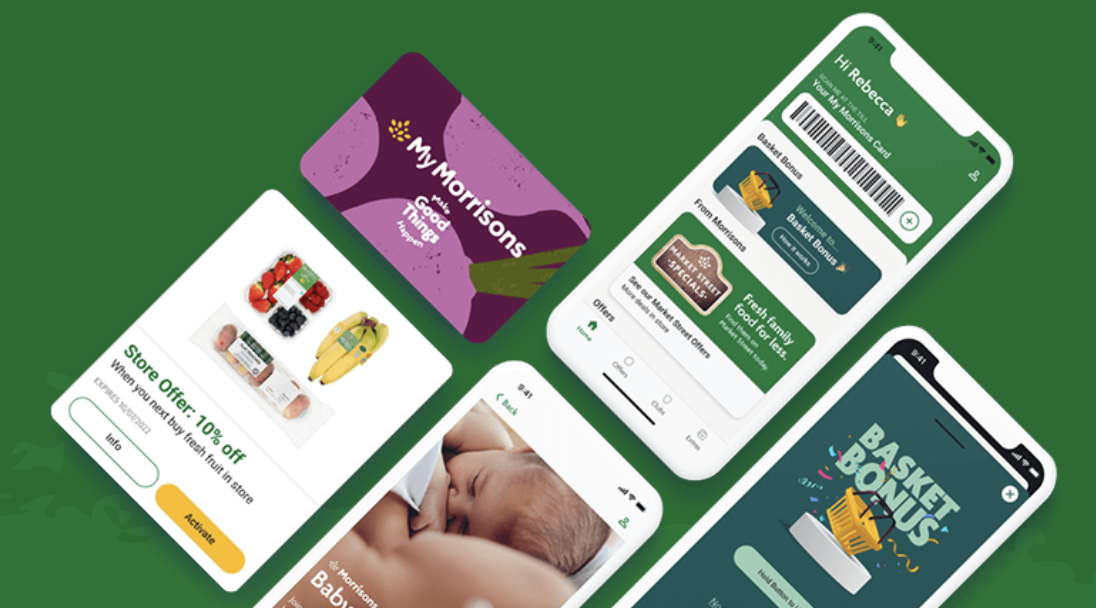 My Morrisons
Make
Good
Things
Happen
Store Offer: 10% off
When you next buy fresh fruit in store
EXPIRES 10/07/2022
Info
Activate
9:41
Hi Rebecca 👋
SCAN ME AT THE TILL
Your My Morrisons Card
Basket Bonus
Welcome to...
Basket Bonus 🎉
How it works
From Morrisons
MARKET STREET
SPECIALS
Fresh family
food for less.
Find them on
Market Street today.
See our Market Street Offers
More deals in store
Offers
Home
Offers
Clubs
Extras
9:41
Back
Morrisons
9:41
BASKET
BONUS
Hold Button to